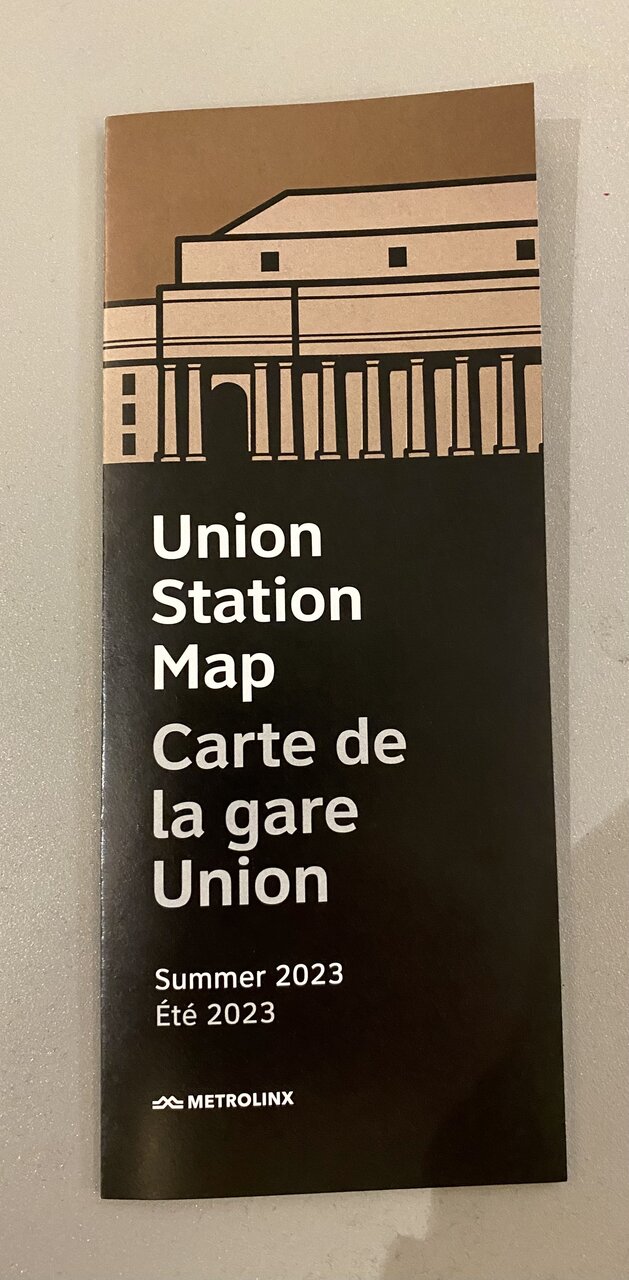 Union
Station
Map
Carte de
la gare
Union
Summer 2023
Été 2023
METROLINX